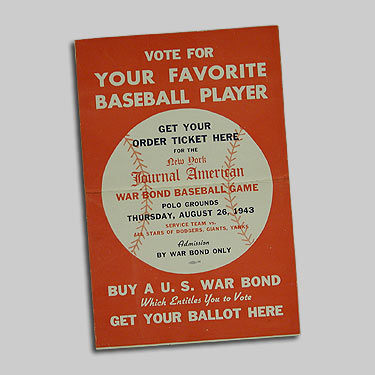 VOTE FOR
YOUR FAVORITE
BASEBALL PLAYER
GET YOUR
ORDER TICKET HERE
FOR THE
New York
Journal American
WAR BOND BASEBALL GAME
POLO GROUNDS
THURSDAY, AUGUST 26, 1943
SERVICE TEAM vs.
ALL STARS OF DODGERS, GIANTS, YANKS
Admission
BY WAR BOND ONLY
BUY A U. S. WAR BOND
Which Entitles You to Vote
GET YOUR BALLOT HERE